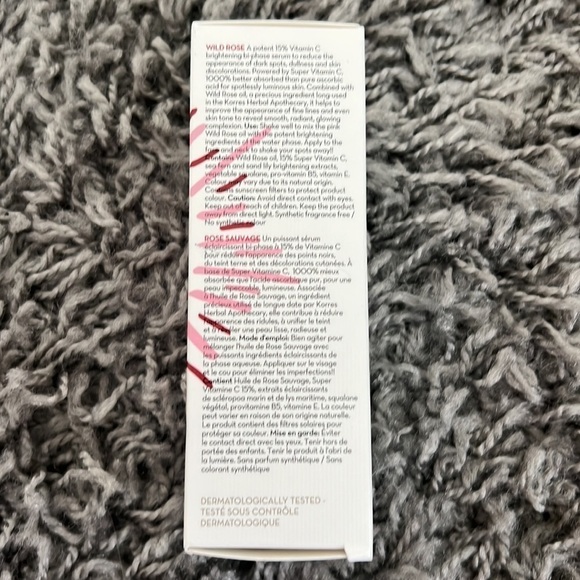 WILD ROSE A potent 15% Vitamin C
brightening bi-phase serum to reduce the
appearance of dark spots, dullness and skin
discolorations. Powered by Super Vitamin C,
1000% better absorbed than pure ascorbic
acid for spotlessly luminous skin. Combined with
Wild Rose oil, a precious ingredient long-used
in the Korres Herbal Apothecary, it helps to
improve the appearance of fine lines and even
skin tone to reveal smooth, radiant, glowing
complexion. Use: Shake well to mix the pink
Wild Rose oil with the potent brightening
ingredients of the water phase. Apply to the
face and neck to shake your spots away!!
Contains Wild Rose oil, 15% Super Vitamin C,
sea fern and sand lily brightening extracts,
vegetable squalane, pro-vitamin B5, vitamin E.
Colour may vary due to its natural origin.
Contains sunscreen filters to protect product
colour. Caution: Avoid direct contact with eyes.
Keep out of reach of children. Keep the product
away from direct light. Synthetic fragrance free /
No synthetic colour
ROSE SAUVAGE Un puissant sérum
éclaircissant bi-phase à 15% de Vitamine C
pour réduire l'apparence des points noirs,
du teint terne et des décolorations cutanées. À
base de Super Vitamine C, 1000% mieux
absorbée que l'acide ascorbique pur, pour une
peau impeccable, lumineuse. Associée
à l'huile de Rose Sauvage, un ingrédient
précieux utilisé de longue date par Korres
Herbal Apothecary, elle contribue à réduire
l'apparence des ridules, à unifier le teint
et à révéler une peau lisse, radieuse et
lumineuse. Mode d'emploi: Bien agiter pour
mélanger l'huile de Rose Sauvage avec
les puissants ingrédients éclaircissants de
la phase aqueuse. Appliquer sur le visage
et le cou pour éliminer les imperfections!!
Contient Huile de Rose Sauvage, Super
Vitamine C 15%, extraits éclaircissants
de scléropoa marin et de lys maritime, squalane
végétal, provitamine B5, vitamine E. La couleur
peut varier en raison de son origine naturelle.
Le produit contient des filtres solaires pour
protéger sa couleur. Mise en garde: Éviter
le contact direct avec les yeux. Tenir hors de
portée des enfants. Tenir le produit à l'abri de
la lumière. Sans parfum synthétique / Sans
colorant synthétique
DERMATOLOGICALLY TESTED -
TESTÉ SOUS CONTRÔLE
DERMATOLOGIQUE